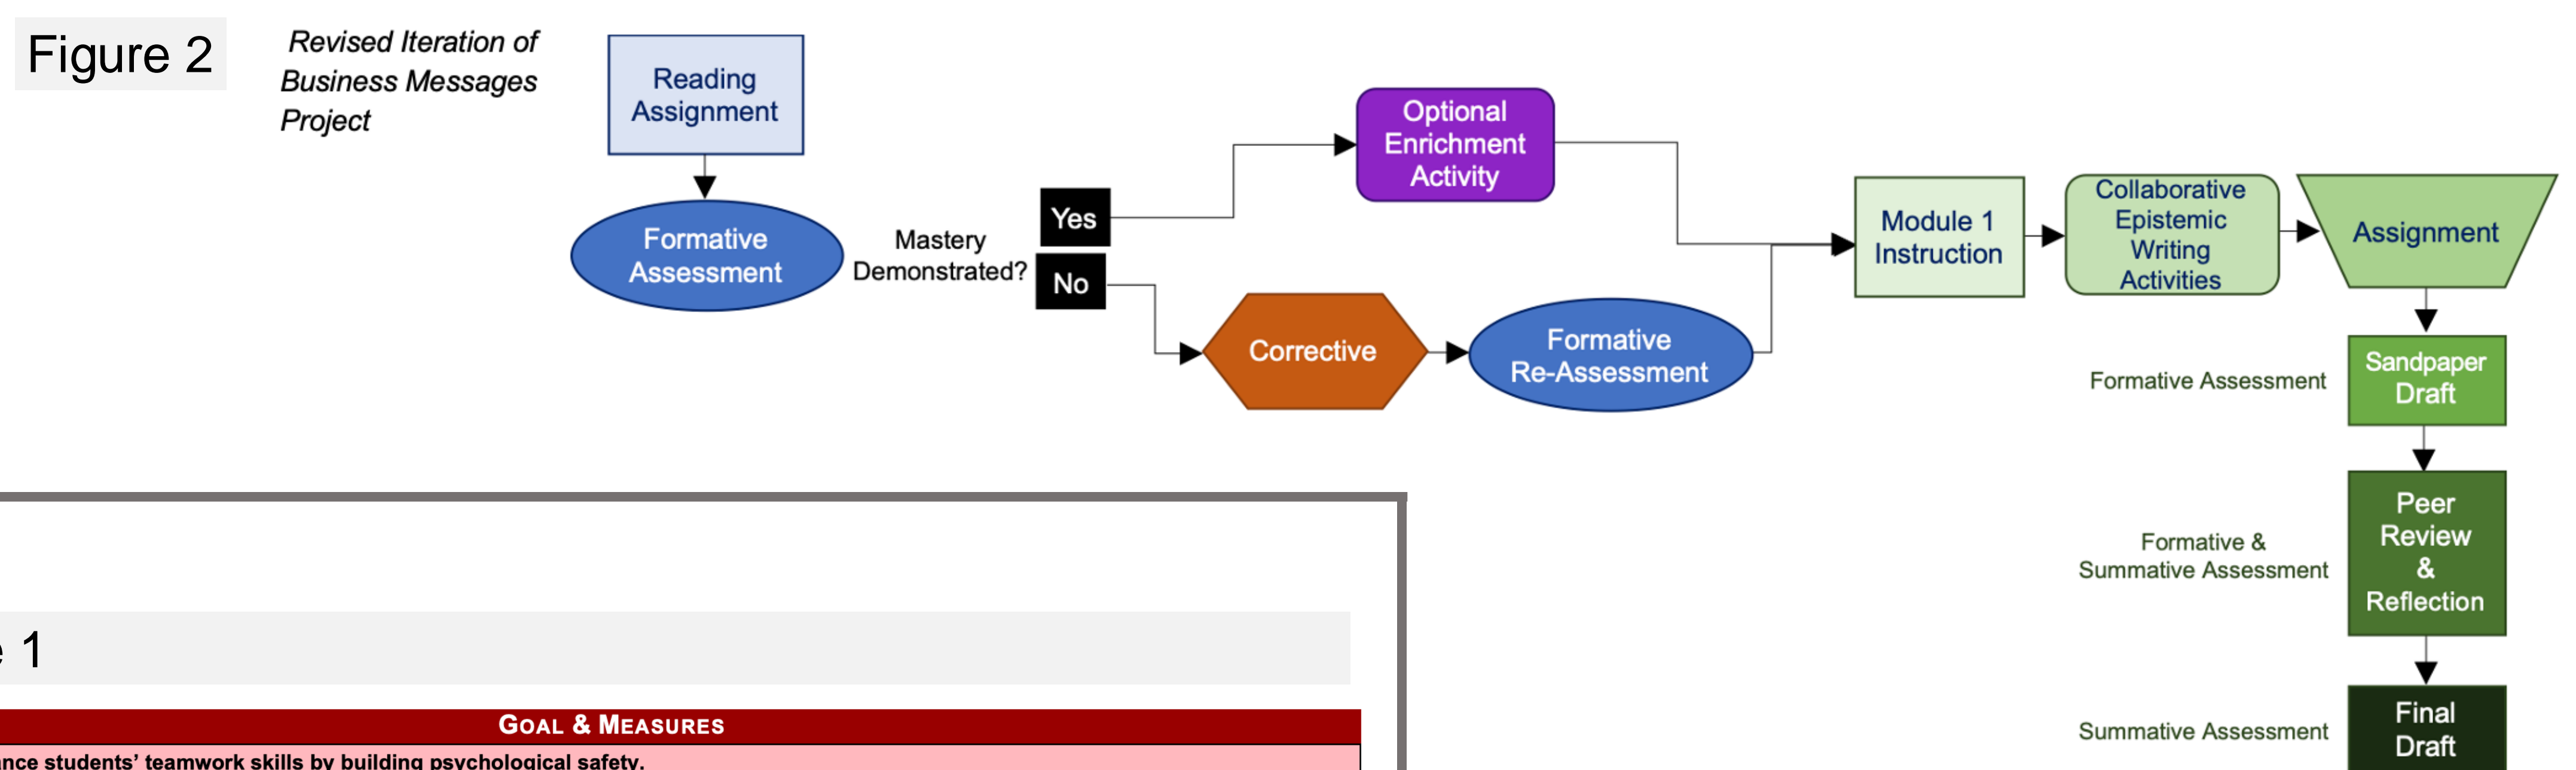 Figure 2
Revised Iteration of
Business Messages
Project
Reading
Assignment
Formative
Assessment
Mastery
Demonstrated?
Yes
No
Optional
Enrichment
Activity
Corrective
Formative
Re-Assessment
Module 1
Instruction
Collaborative
Epistemic
Writing
Activities
Assignment
Formative Assessment
Sandpaper
Draft
Formative &
Summative Assessment
Peer
Review
&
Reflection
Summative Assessment
Final
Draft
1
GOAL & MEASURES
students’ teamwork skills by building psychological safety.